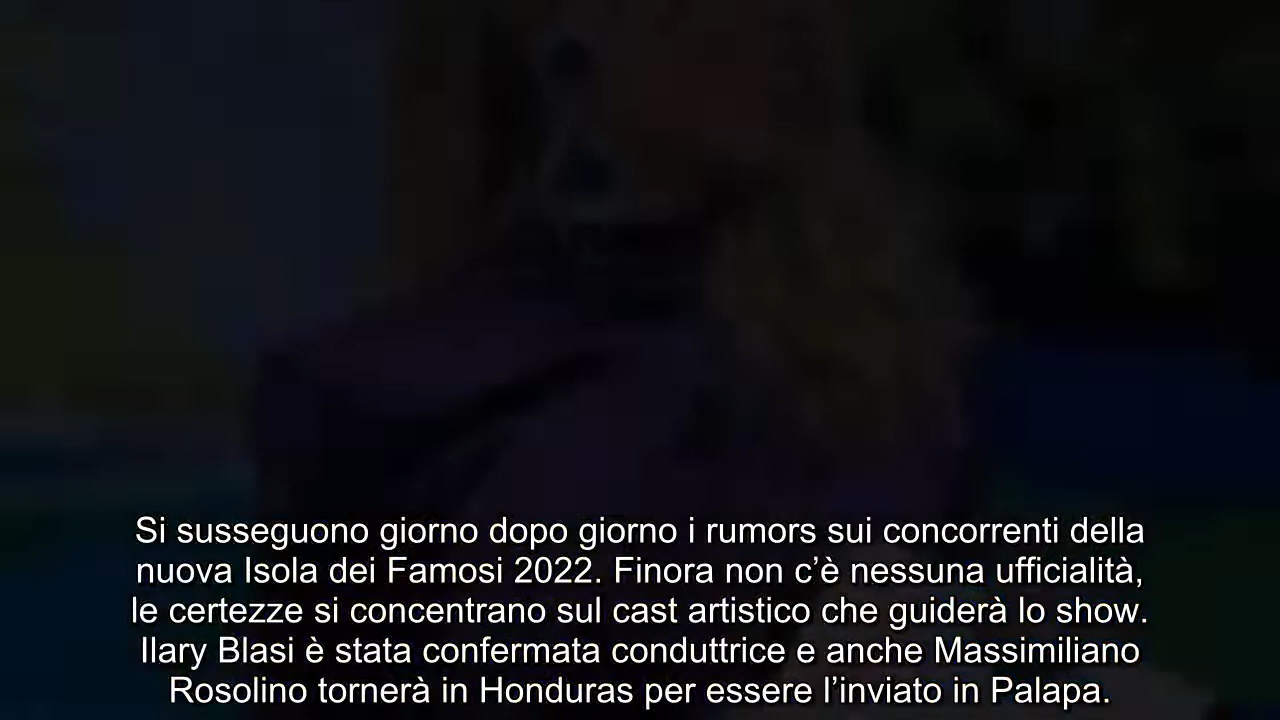 Si susseguono giorno dopo giorno i rumors sui concorrenti della
nuova Isola dei Famosi 2022. Finora non c’è nessuna ufficialità,
le certezze si concentrano sul cast artistico che guiderà lo show.
Ilary Blasi è stata confermata conduttrice e anche Massimiliano
Rosolino tornerà in Honduras per essere l’inviato in Palapa.